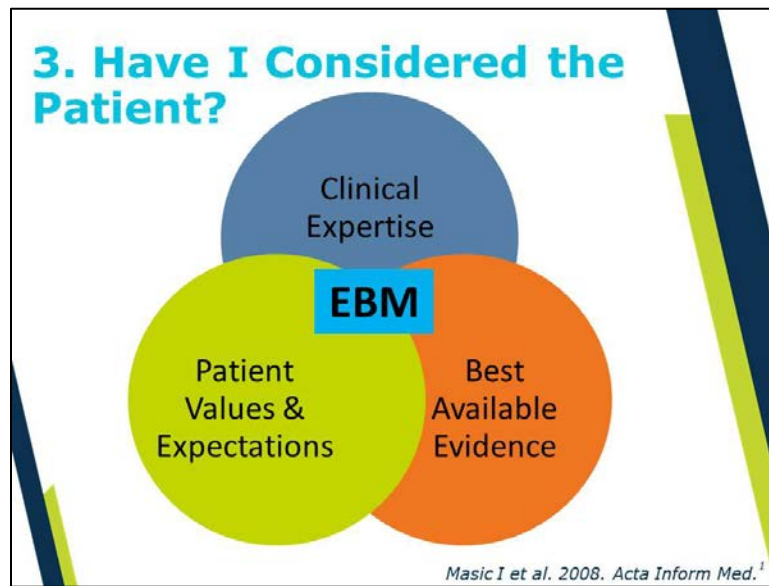 3. Have I Considered the
Patient?
Clinical
Expertise
EBM
Patient
Values &
Expectations
Best
Available
Evidence
Masic I et al. 2008. Acta Inform Med.¹